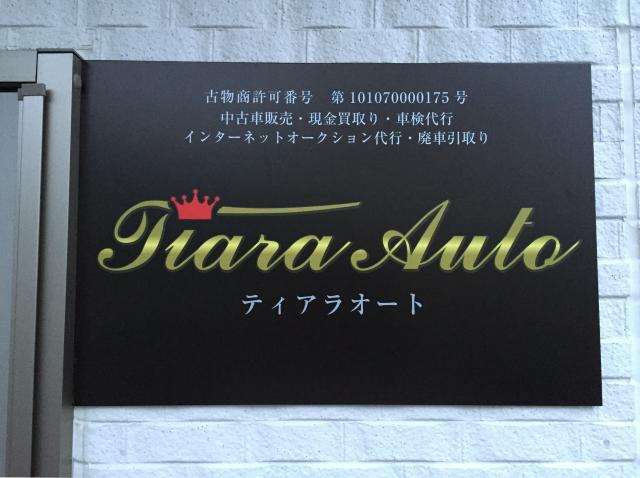 古物商許可番号　第101070000175号
中古車販売・現金買取り・車検代行
インターネットオークション代行・廃車引取り
Tiara Auto
ティアラオート